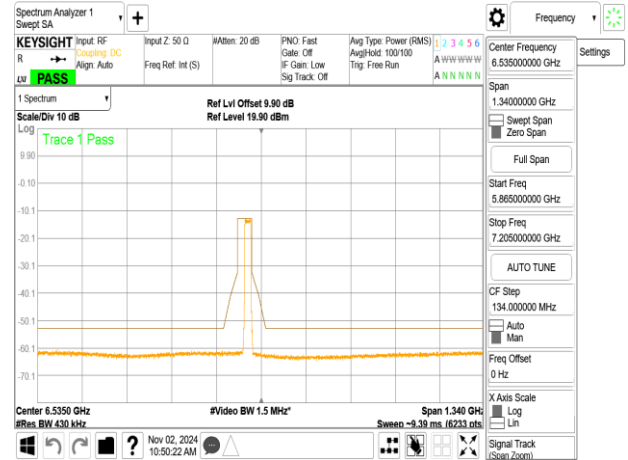 Spectrum Analyzer 1
Swept SA
Frequency
KEYSIGHT
R
LXI
PASS
Input: RF
Coupling: DC
Align: Auto
Input Z: 50 Ω
Freq Ref: Int (S)
#Atten: 20 dB
PNO: Fast
Gate: Off
IF Gain: Low
Sig Track: Off
Avg Type: Power (RMS)
Avg|Hold: 100/100
Trig: Free Run
1 2 3 4 5 6
A W W W W W
A N N N N N
1 Spectrum
Scale/Div 10 dB
Ref Lvl Offset 9.90 dB
Ref Level 19.90 dBm
Log
Trace 1 Pass
9.90
-0.10
-10.1
-20.1
-30.1
-40.1
-50.1
-60.1
-70.1
Center 6.5350 GHz
#Video BW 1.5 MHz*
Span 1.340 GHz
#Res BW 430 kHz
Sweep ~9.39 ms (6233 pts
Nov 02, 2024
10:50:22 AM
Center Frequency
6.535000000 GHz
Settings
Span
1.34000000 GHz
Swept Span
Zero Span
Full Span
Start Freq
5.865000000 GHz
Stop Freq
7.205000000 GHz
AUTO TUNE
CF Step
134.000000 MHz
Auto
Man
Freq Offset
0 Hz
X Axis Scale
Log
Lin
Signal Track
(Span Zoom)